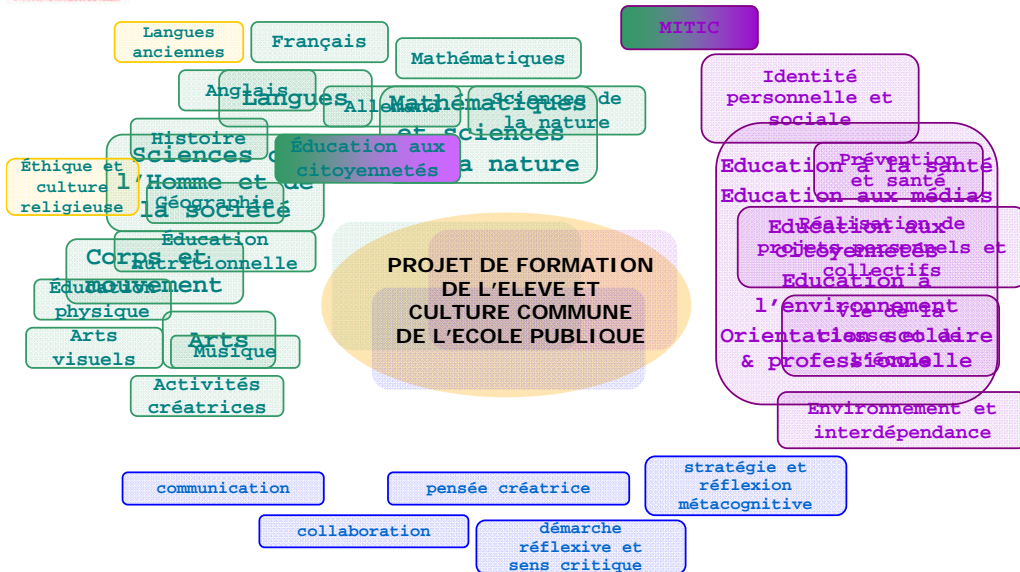 Langues
anciennes
Français
MITIC
Mathématiques
Anglais
Langues
Allemand
Mathématiques
et sciences
la nature
Sciences de
la nature
Identité
personnelle et
sociale
Histoire
Sciences
l'Homme et de
la société
Éducation aux
citoyennetés
Éthique et
culture
religieuse
Géographie
Education à la santé
Education aux médias
Education aux
citoyennetés
Education à
l'environnement
Orientation scolaire
& professionnelle
Prévention
et santé
Réalisation de
projets personnels et
collectifs
Vie de la
classe et de
l'école
Environnement et
interdépendance
Éducation
nutritionnelle
Corps et
mouvement
Éducation
physique
Arts
visuels
Arts
Musique
Activités
créatrices
PROJET DE FORMATION
DE L'ELEVE ET
CULTURE COMMUNE
DE L'ECOLE PUBLIQUE
communication
pensée créatrice
stratégie et
réflexion
métacognitive
collaboration
démarche
réflexive et
sens critique